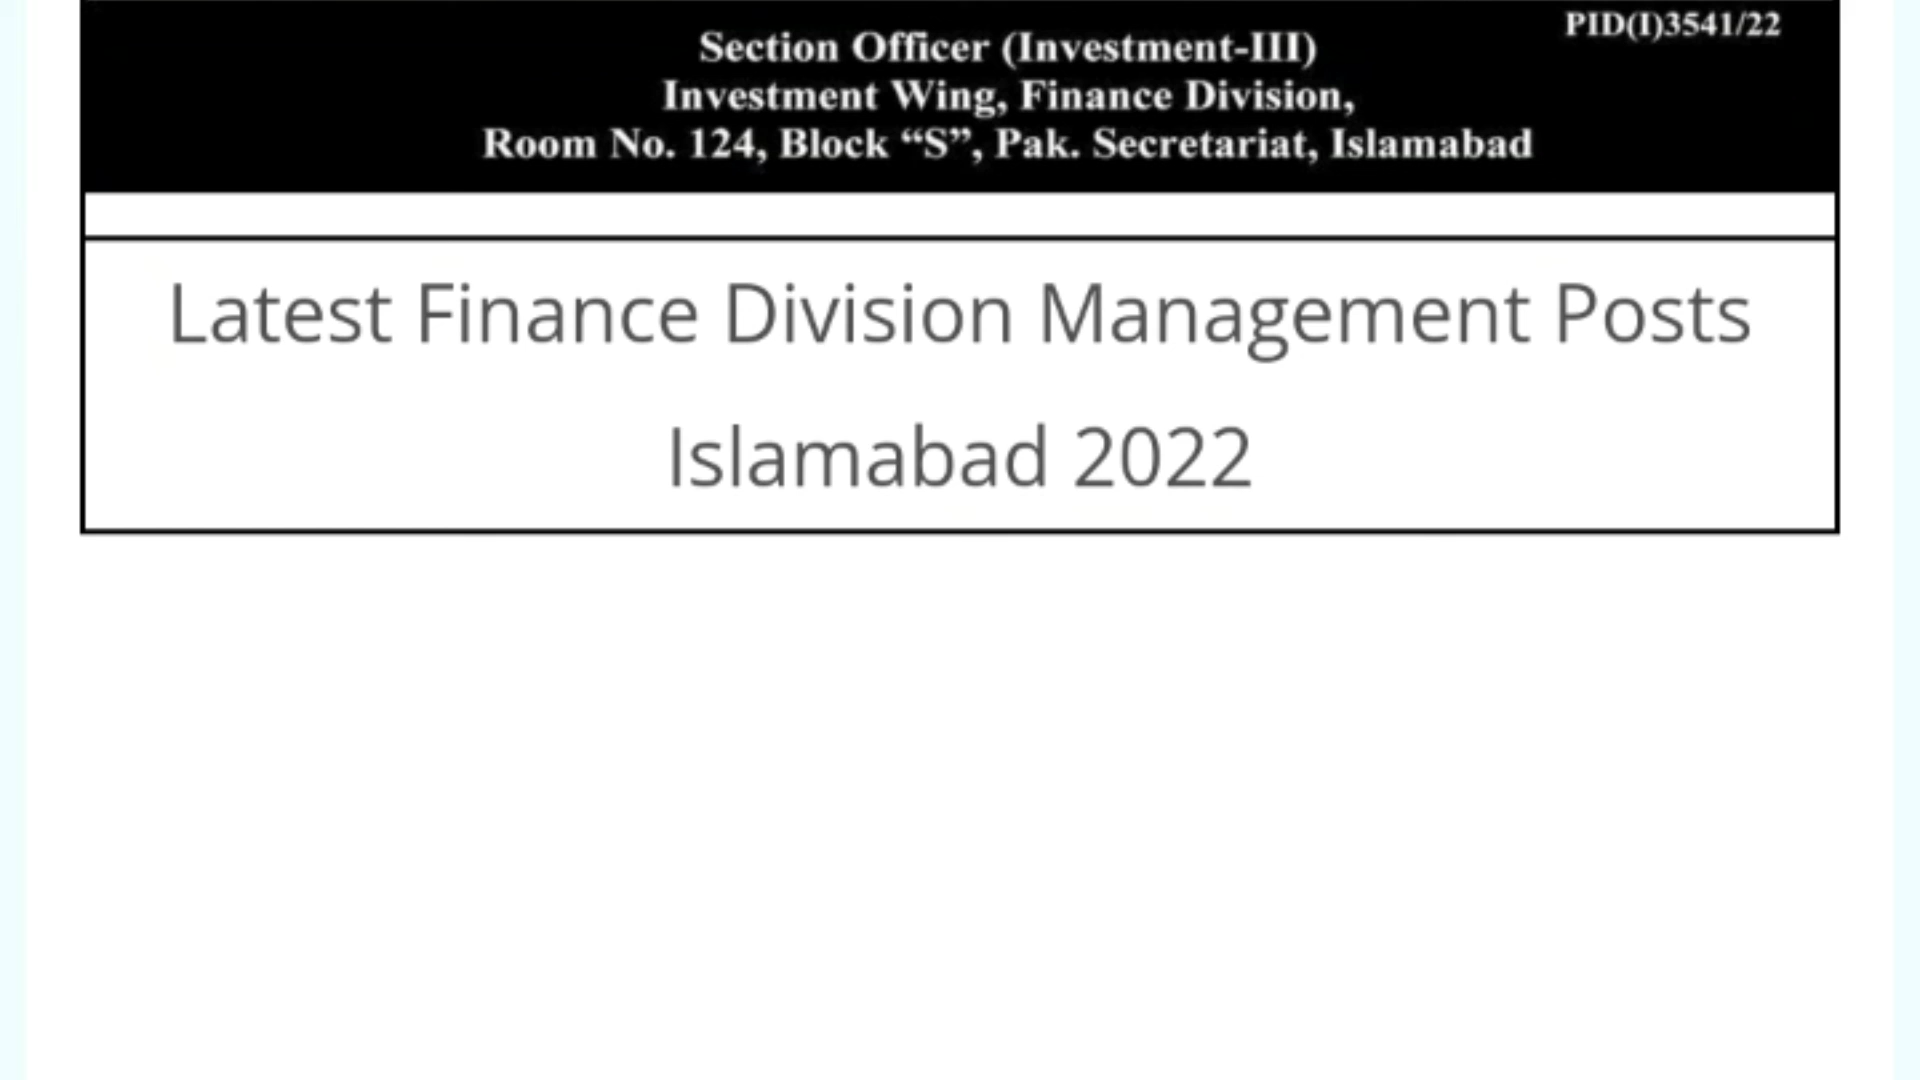 PID(I)3541/22
Section Officer (Investment-III)
Investment Wing, Finance Division,
Room No. 124, Block “S”, Pak. Secretariat, Islamabad
Latest Finance Division Management Posts
Islamabad 2022